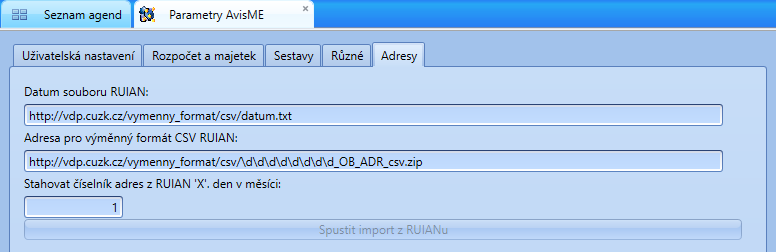 Seznam agend
Parametry AvisME
Uživatelská nastavení
Rozpočet a majetek
Sestavy
Různé
Adresy
Datum souboru RUIAN:
http://vdp.cuzk.cz/vymenny_format/csv/datum.txt
Adresa pro výměnný formát CSV RUIAN:
http://vdp.cuzk.cz/vymenny_format/csv/\d\d\d\d\d\d\d\d_OB_ADR_csv.zip
Stahovat číselník adres z RUIAN 'X'. den v měsíci:
1
Spustit import z RUIANu